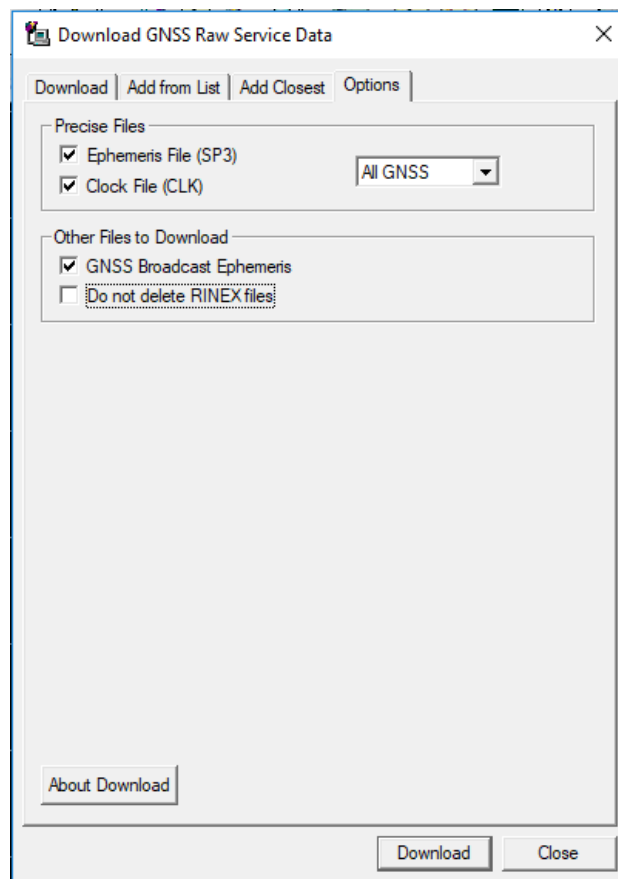 Download GNSS Raw Service Data
Download Add from List Add Closest Options
Precise Files
Ephemeris File (SP3)
All GNSS
Clock File (CLK)
Other Files to Download
GNSS Broadcast Ephemeris
Do not delete RINEX files
About Download
Download Close